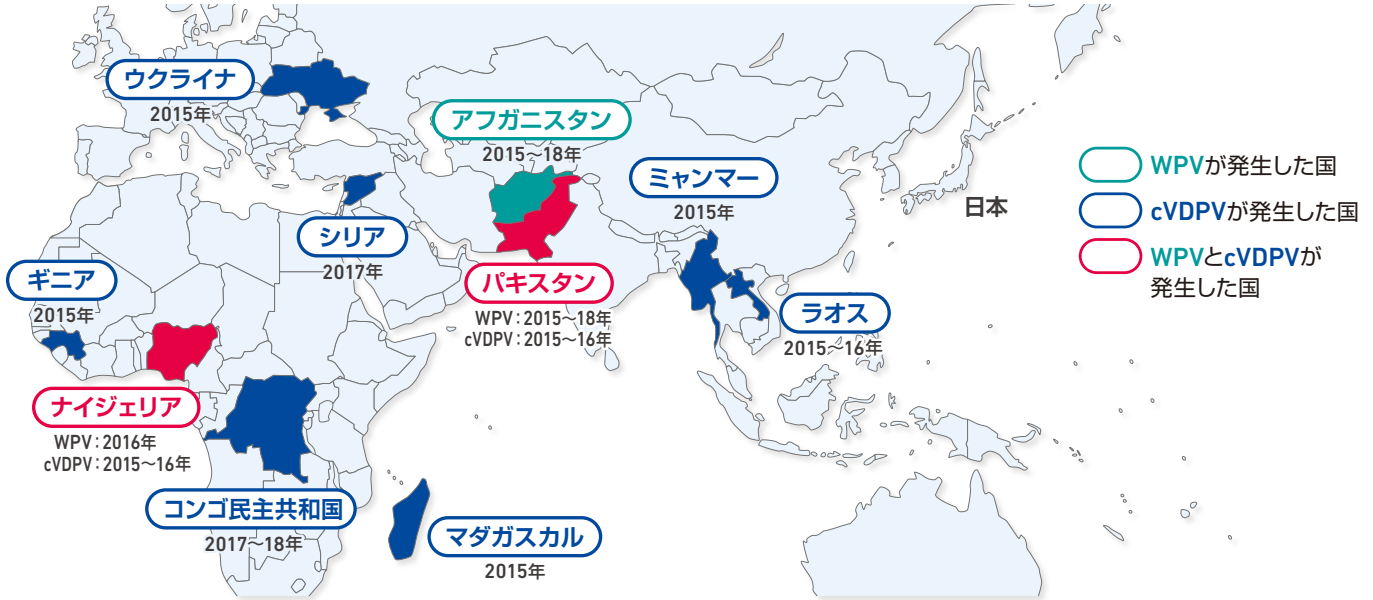 ウクライナ
2015年
アフガニスタン
2015〜18年
ミャンマー
2015年
日本
シリア
2017年
ギニア
2015年
パキスタン
WPV：2015〜18年
cVDPV：2015〜16年
ラオス
2015〜16年
ナイジェリア
WPV：2016年
cVDPV：2015〜16年
コンゴ民主共和国
2017〜18年
マダガスカル
2015年
WPVが発生した国
cVDPVが発生した国
WPVとcVDPVが
発生した国